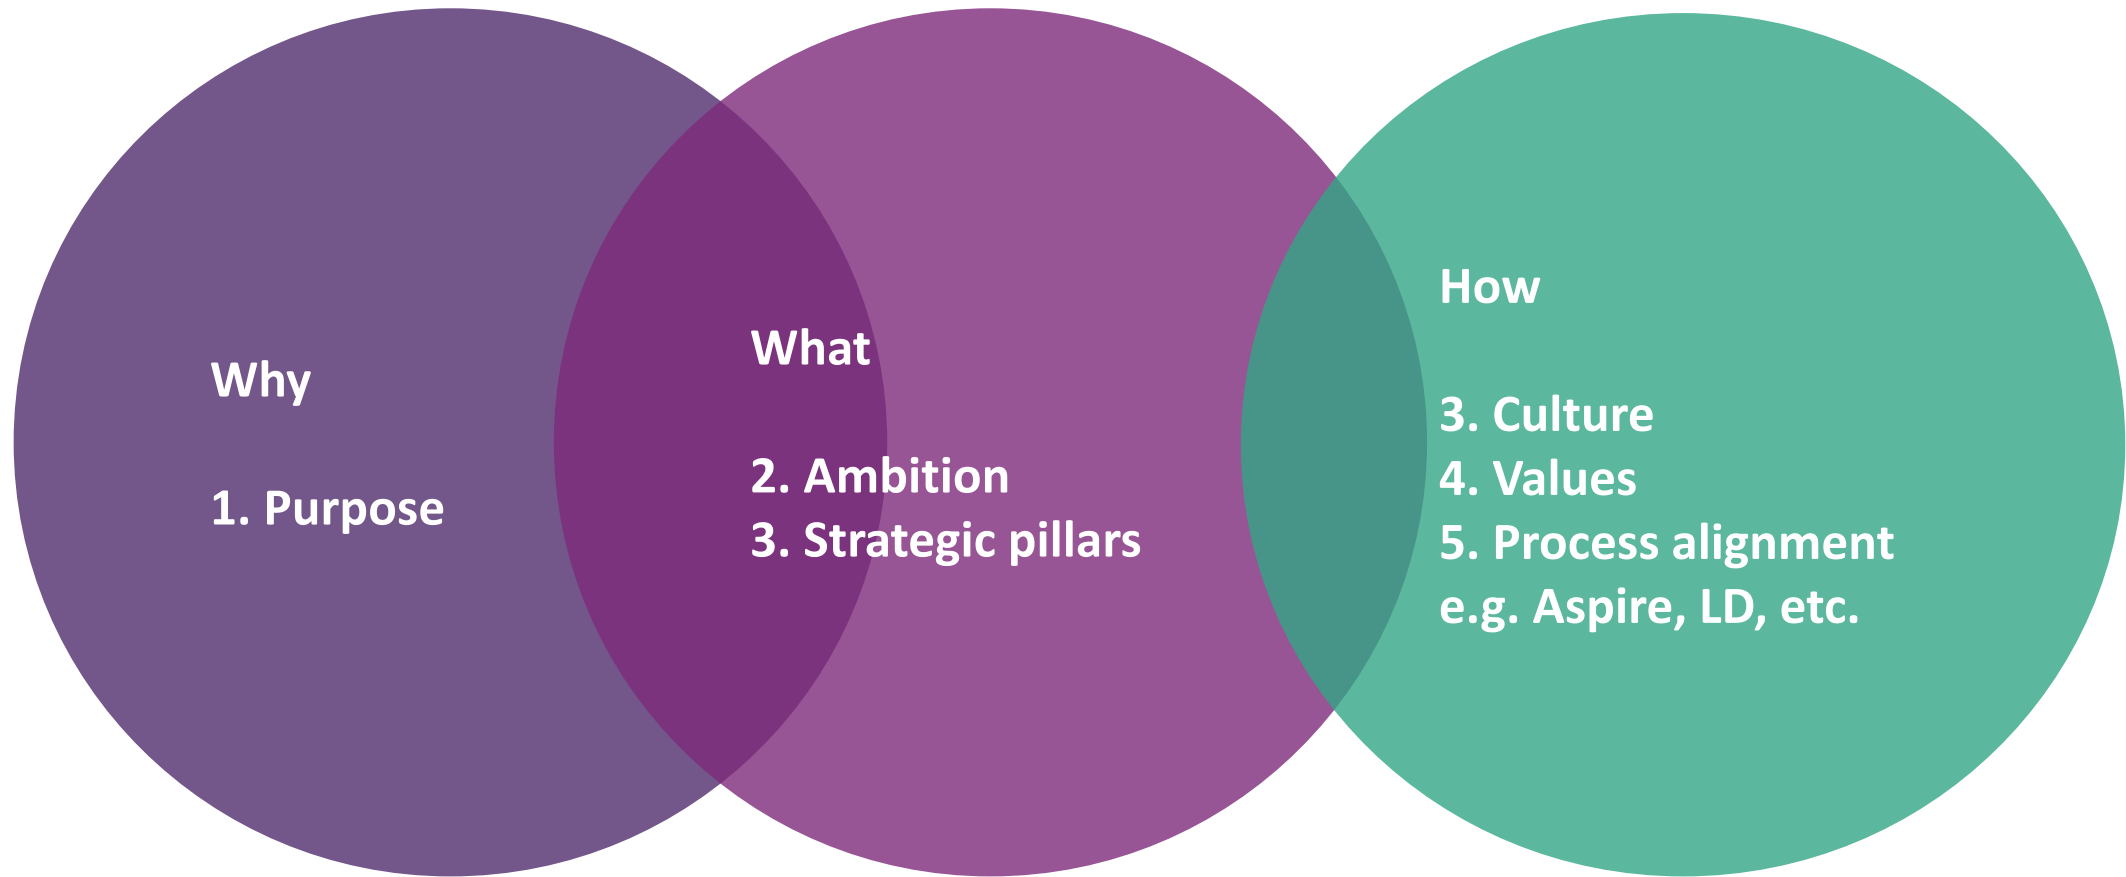 Why
1. Purpose
What
2. Ambition
3. Strategic pillars
How
3. Culture
4. Values
5. Process alignment
e.g. Aspire, LD, etc.